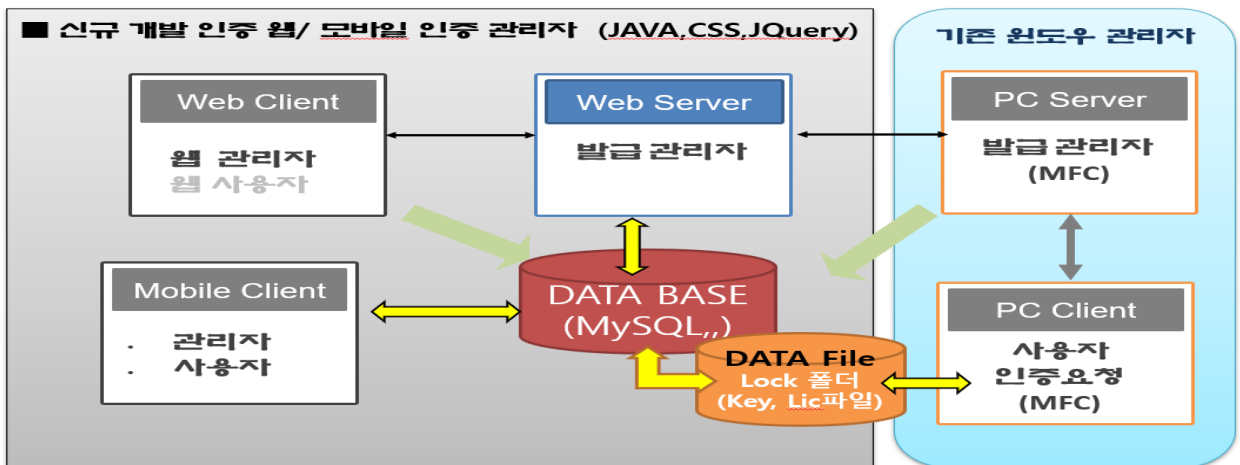 ■ 신규 개발 인증 웹/ 모바일 인증 관리자 (JAVA,CSS,JQuery)
기존 윈도우 관리자
Web Client
웹 관리자
웹 사용자
Web Server
발급 관리자
PC Server
발급 관리자
(MFC)
Mobile Client
. 관리자
. 사용자
DATA BASE
(MySQL,,)
DATA File
Lock 폴더
(Key, Lic파일)
PC Client
사용자
인증요청
(MFC)